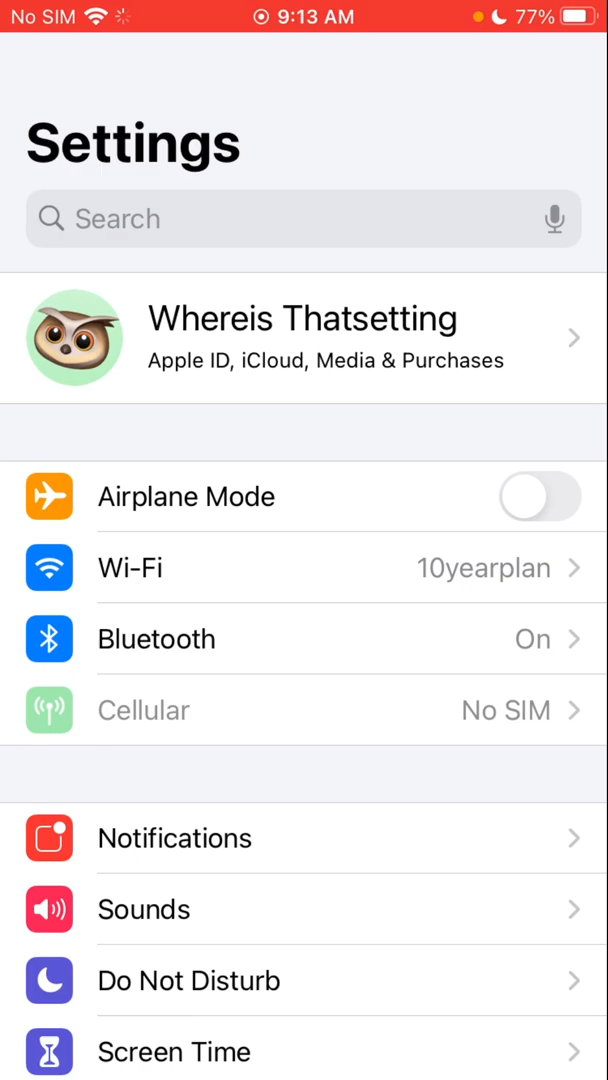 No SIM 9:13 AM 77%
Settings
Search
Whereis Thatsetting
Apple ID, iCloud, Media & Purchases
Airplane Mode
Wi-Fi 10yearplan
Bluetooth On
Cellular No SIM
Notifications
Sounds
Do Not Disturb
Screen Time